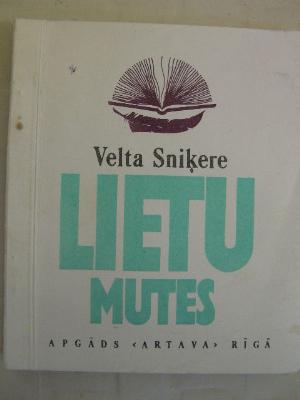 Velta Sniķere
LIETU
MUTES
APGĀDS ‹ARTAVA› RĪGĀ